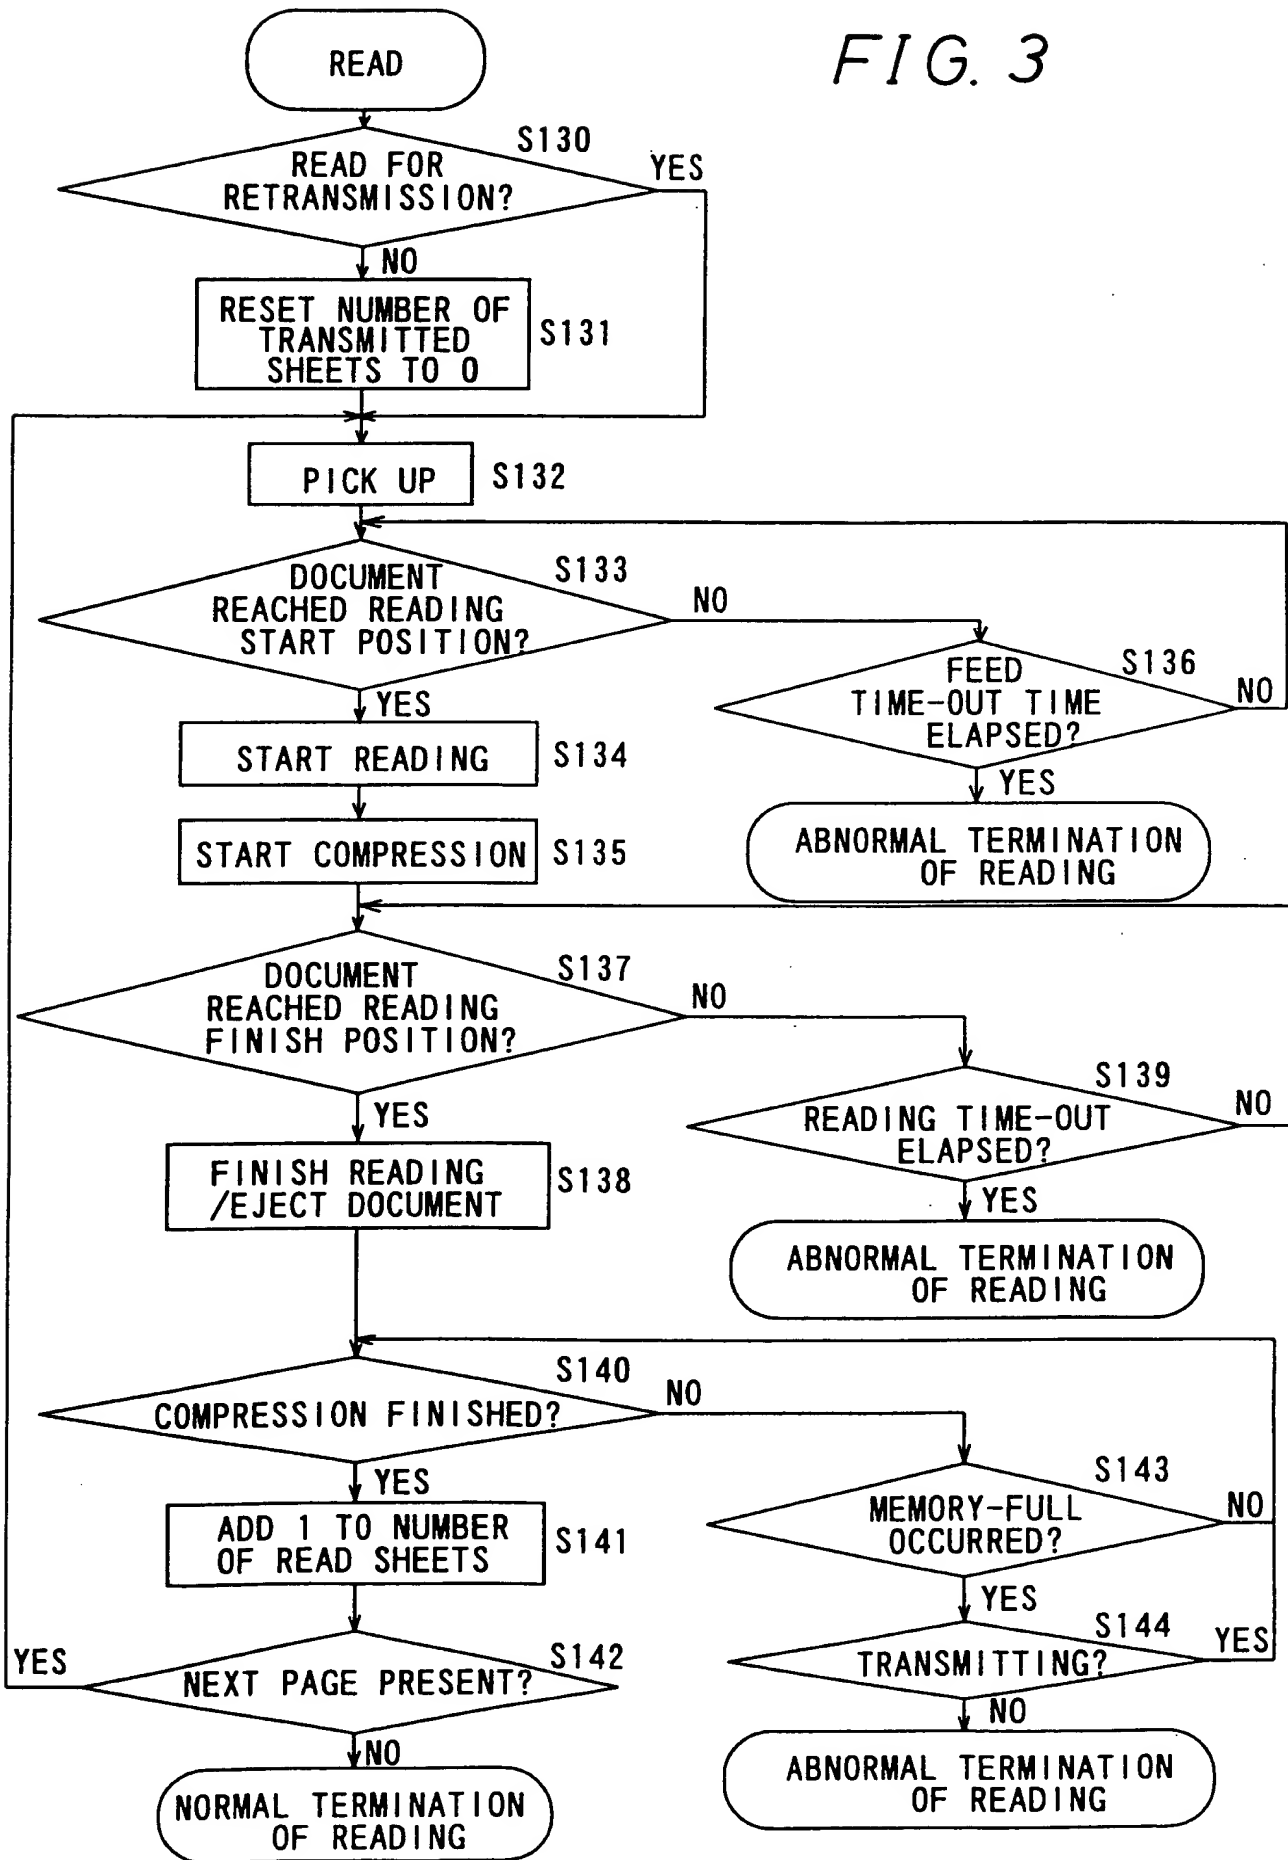 FIG. 3
READ
S130
READ FOR
RETRANSMISSION?
YES
NO
RESET NUMBER OF
TRANSMITTED
SHEETS TO 0
S131
PICK UP
S132
DOCUMENT
REACHED READING
START POSITION?
S133
NO
YES
FEED
TIME-OUT TIME
ELAPSED?
S136
NO
YES
ABNORMAL TERMINATION
OF READING
START READING
S134
START COMPRESSION
S135
DOCUMENT
REACHED READING
FINISH POSITION?
S137
NO
YES
READING TIME-OUT
ELAPSED?
S139
NO
YES
ABNORMAL TERMINATION
OF READING
FINISH READING
/EJECT DOCUMENT
S138
COMPRESSION FINISHED?
S140
NO
YES
MEMORY-FULL
OCCURRED?
S143
NO
YES
ADD 1 TO NUMBER
OF READ SHEETS
S141
TRANSMITTING?
S144
YES
NO
ABNORMAL TERMINATION
OF READING
NEXT PAGE PRESENT?
S142
YES
NO
NORMAL TERMINATION
OF READING